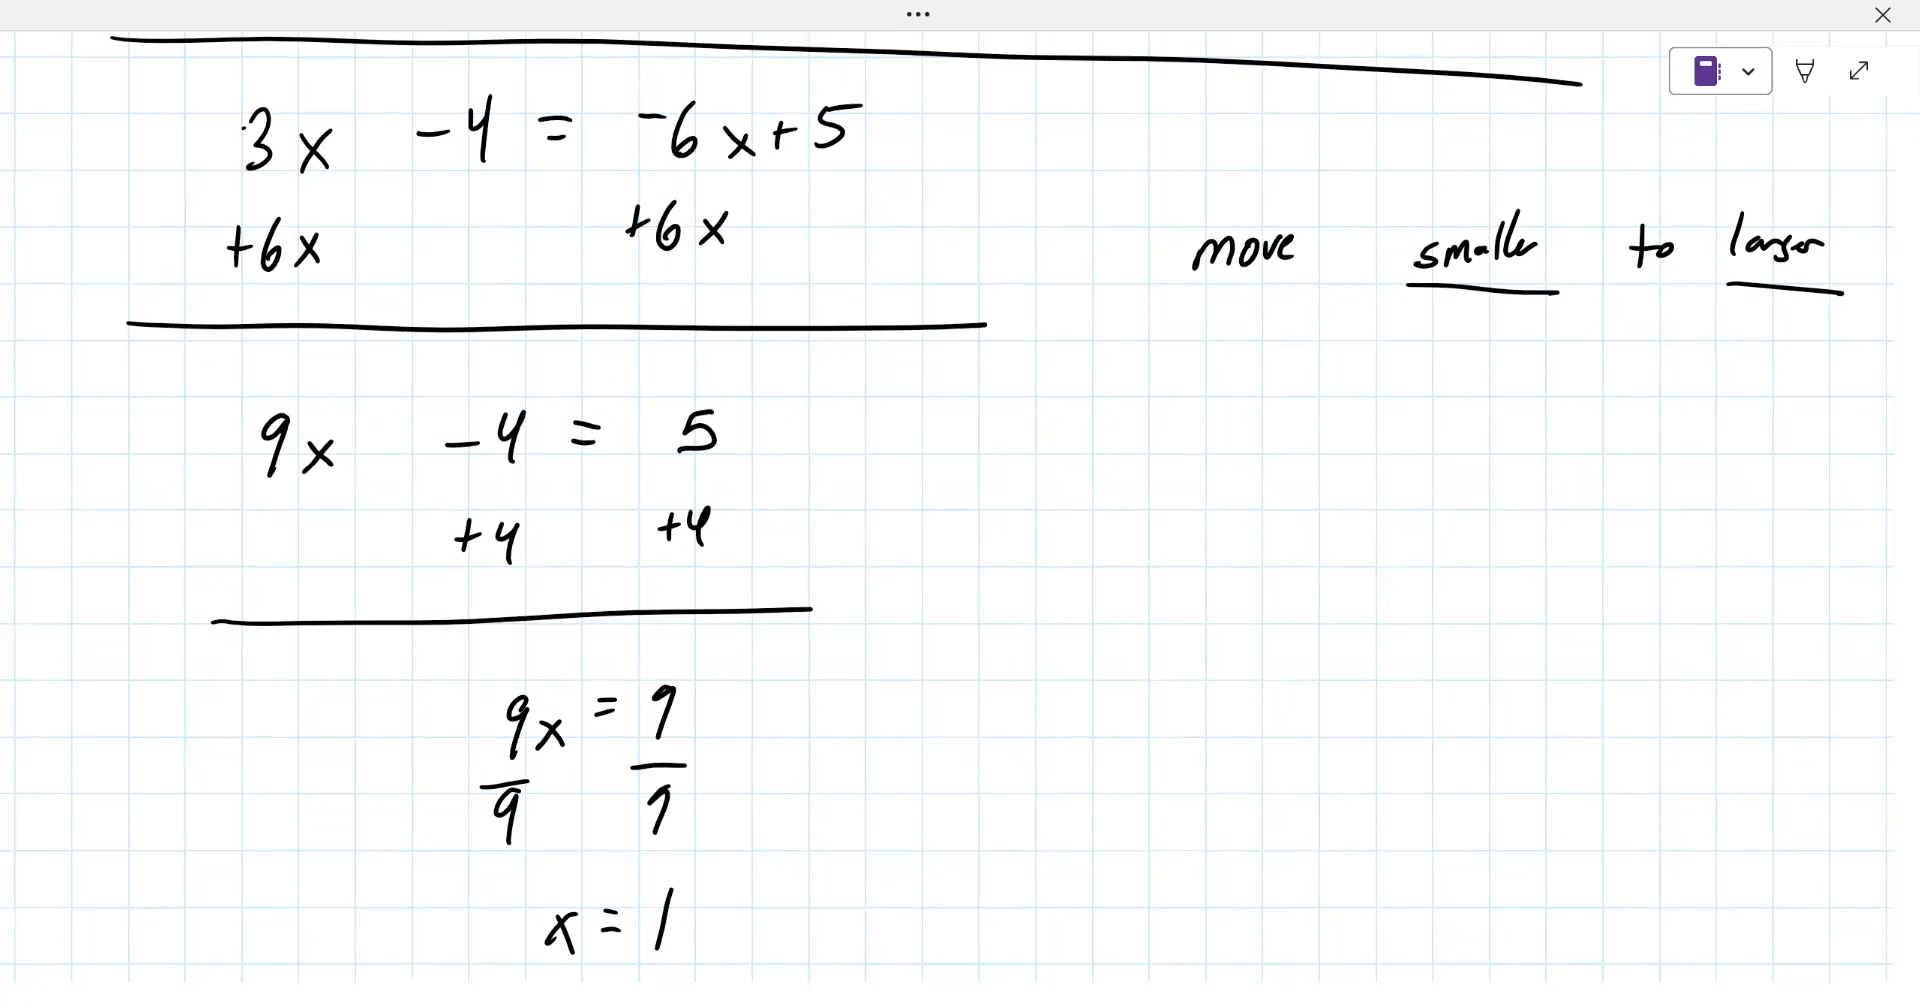 3x -4 = -6x+5
+6x +6x
move smaller to larger
9x -4 = 5
+4 +4
9x = 9
9 9
x = 1